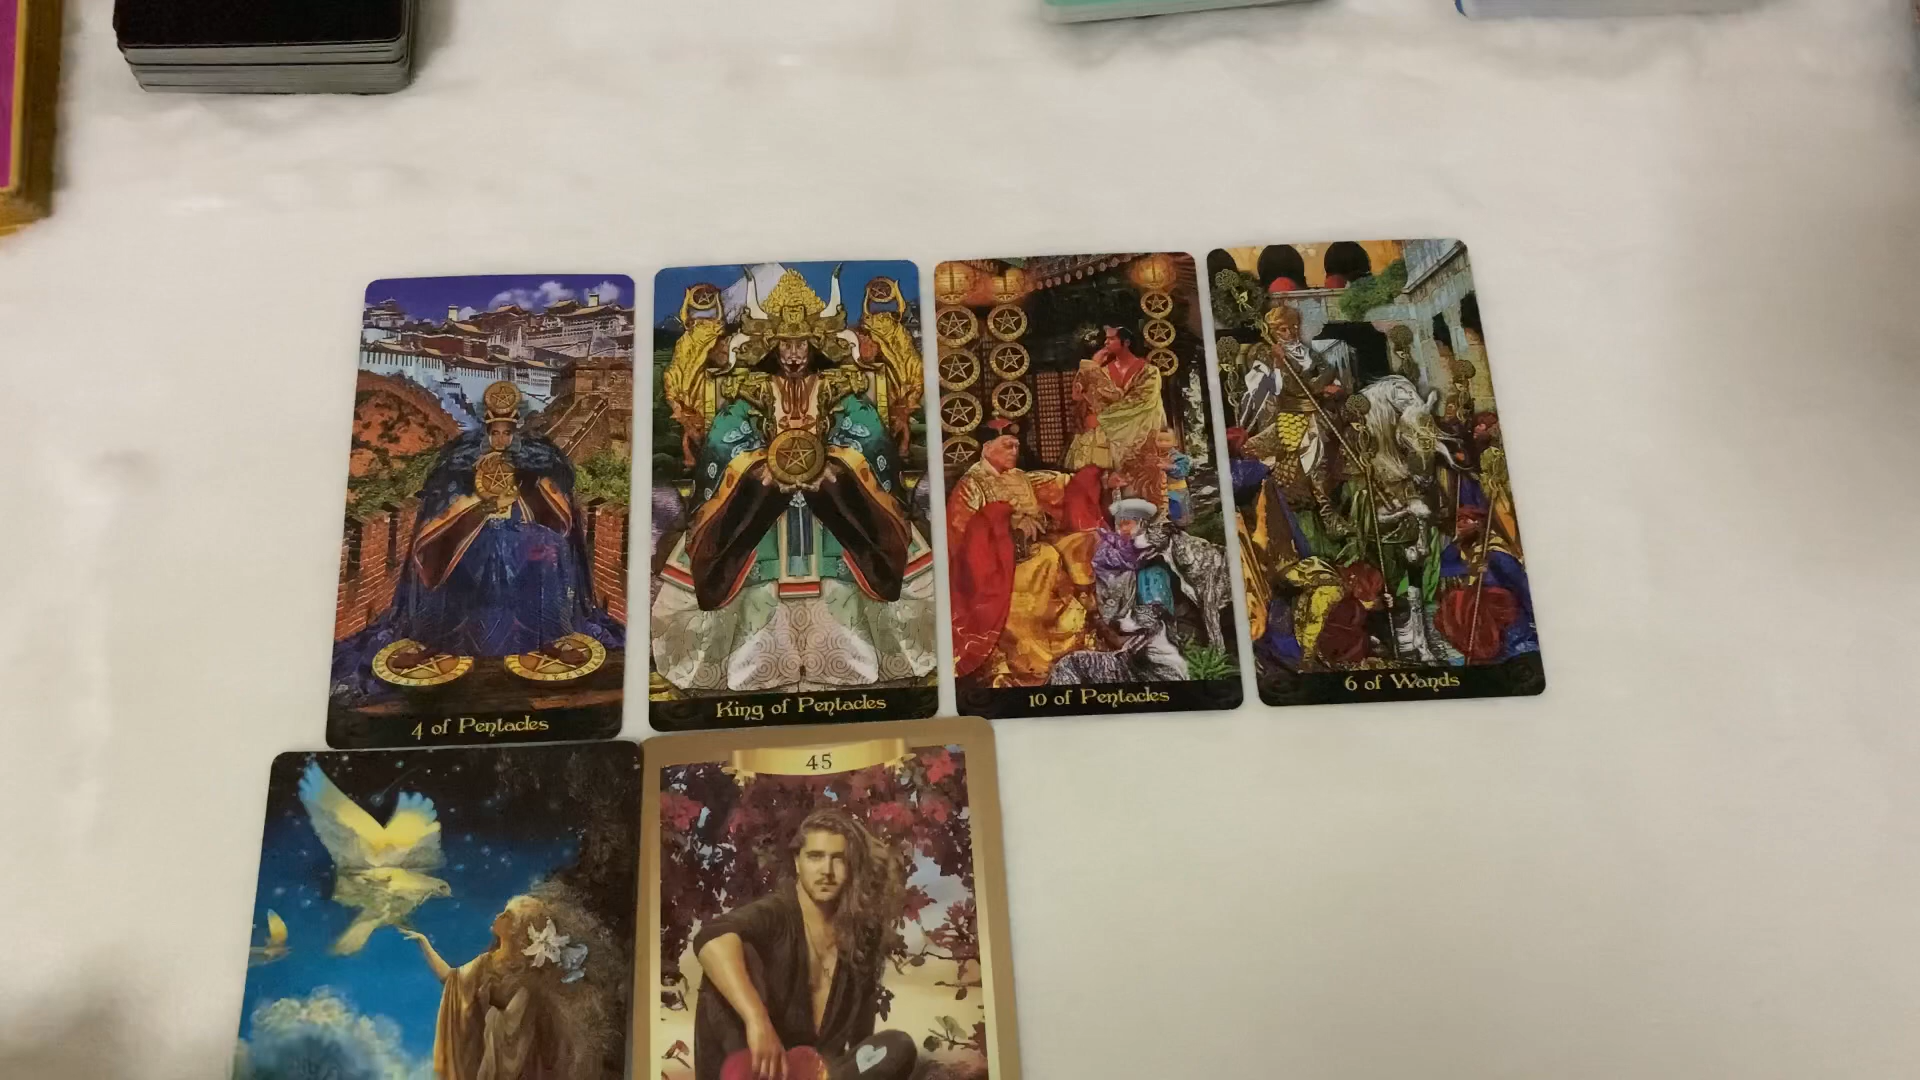 4 of Pentacles
King of Pentacles
10 of Pentacles
6 of Wands
45